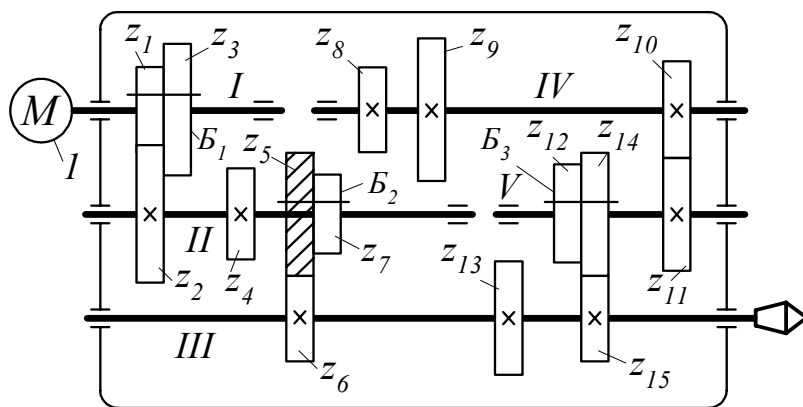 z₁ z₃ z₈ z₉ z₁₀
M I IV
1 Б₁ z₅ Б₃ z₁₂ z₁₄
Б₂ V
II
z₂ z₄ z₇ z₁₃ z₁₁
III
z₆ z₁₅